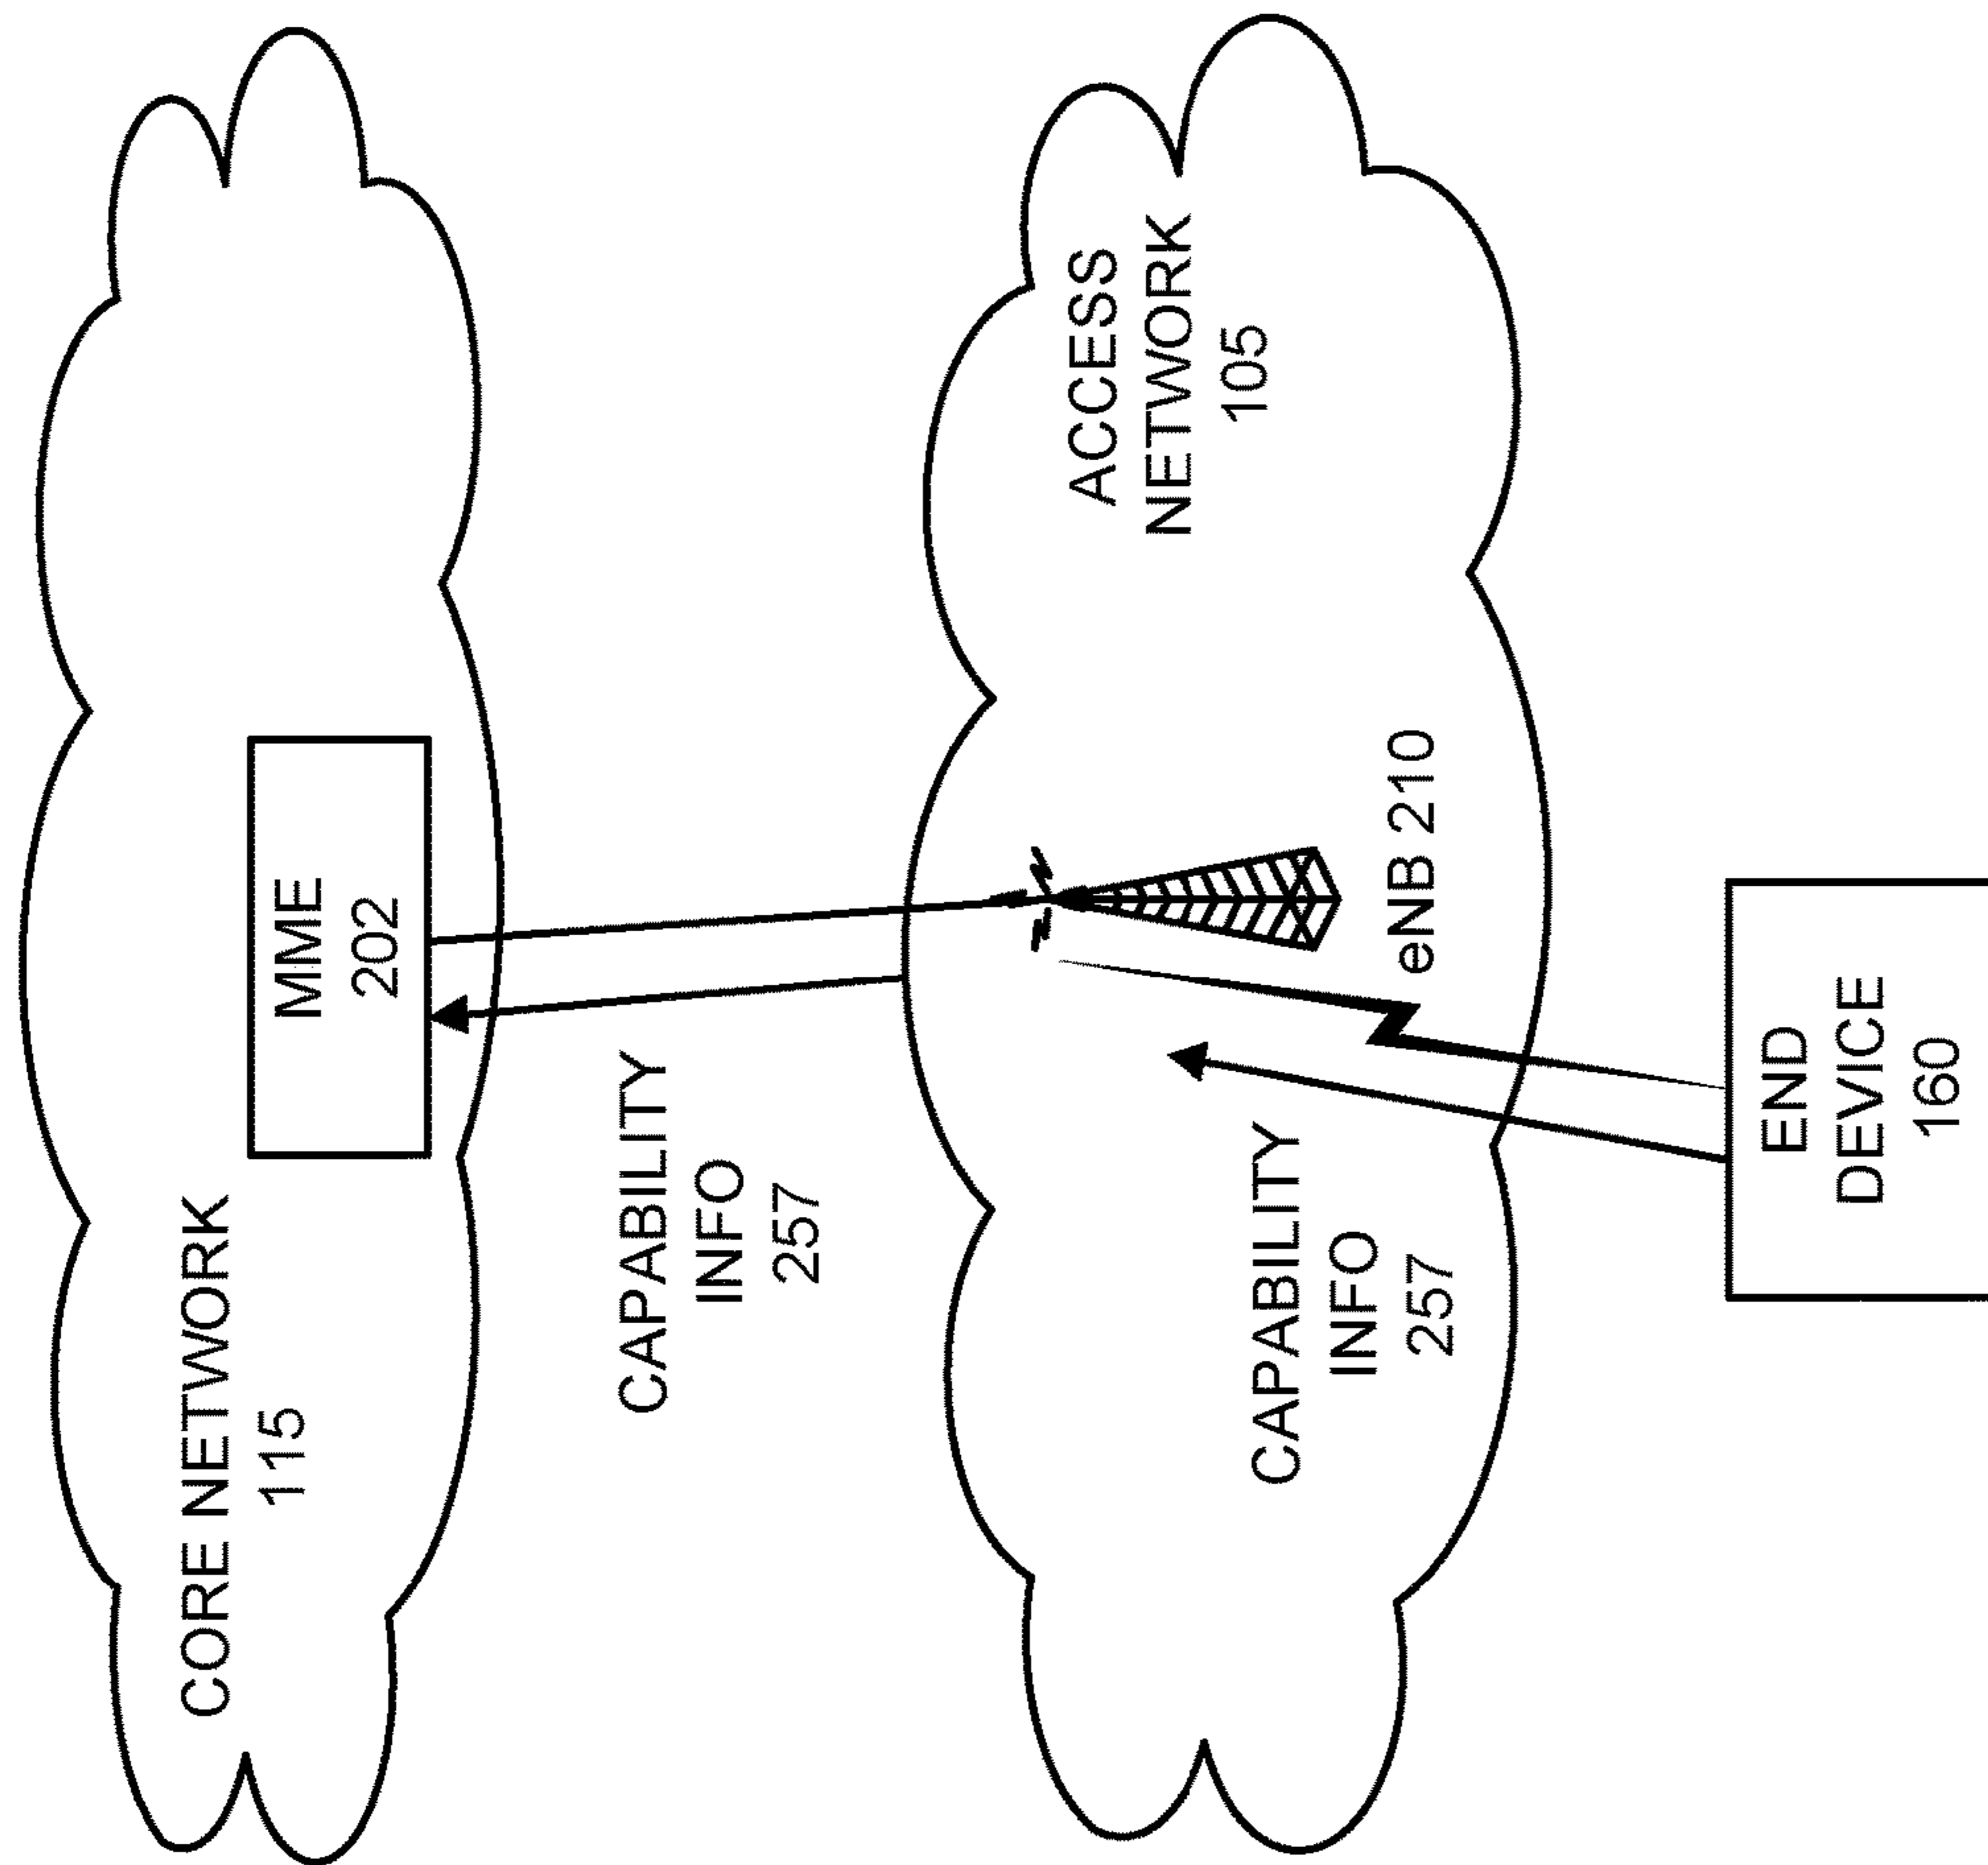 CORE NETWORK
115
MME
202
CAPABILITY
INFO
257
ACCESS
NETWORK
105
eNB 210
CAPABILITY
INFO
257
END
DEVICE
160